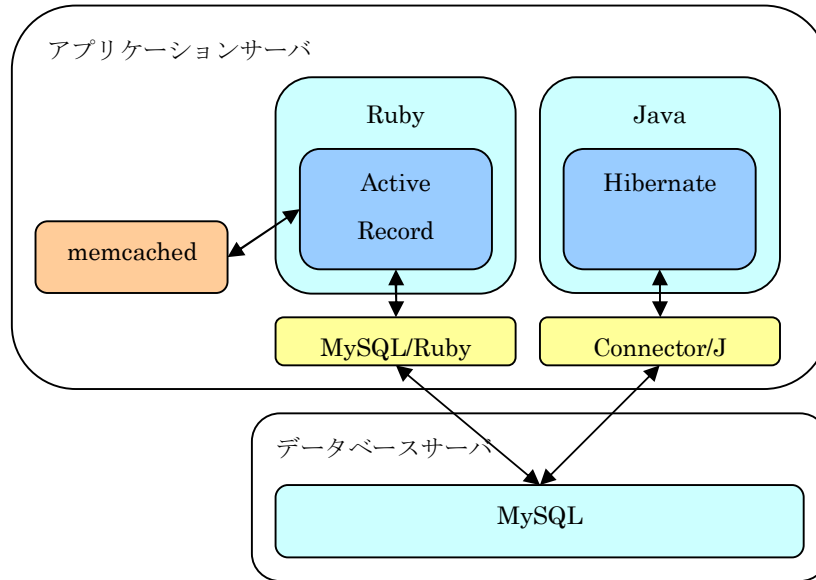 アプリケーションサーバ
Ruby
Java
Active
Record
Hibernate
memcached
MySQL/Ruby
Connector/J
データベースサーバ
MySQL